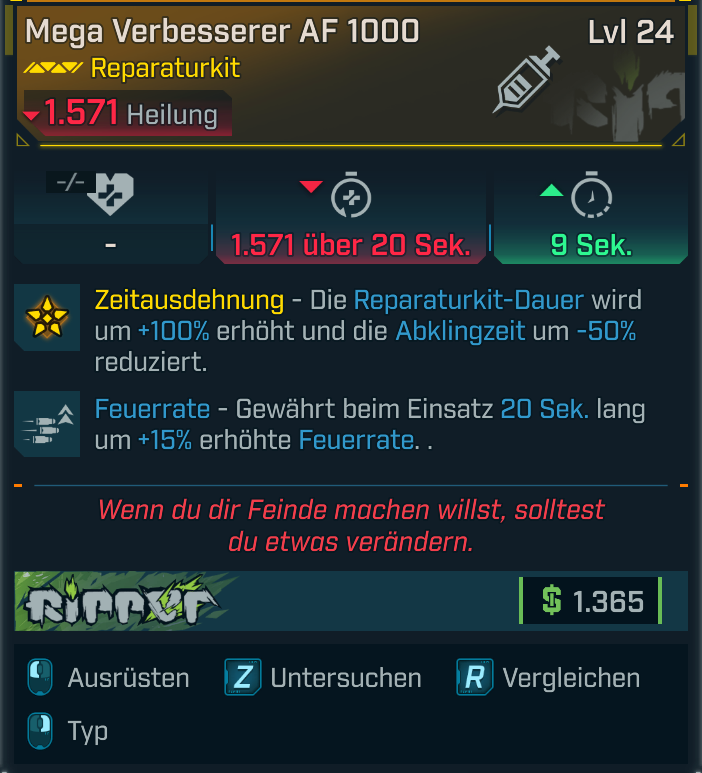 Mega Verbesserer AF 1000
Lvl 24
Reparaturkit
1.571 Heilung
-/-
-
1.571 über 20 Sek.
9 Sek.
Zeitausdehnung - Die Reparaturkit-Dauer wird
um +100% erhöht und die Abklingzeit um -50%
reduziert.
Feuerrate - Gewährt beim Einsatz 20 Sek. lang
um +15% erhöhte Feuerrate. .
Wenn du dir Feinde machen willst, solltest
du etwas verändern.
Ripper
$ 1.365
Ausrüsten
Z Untersuchen
R Vergleichen
Typ